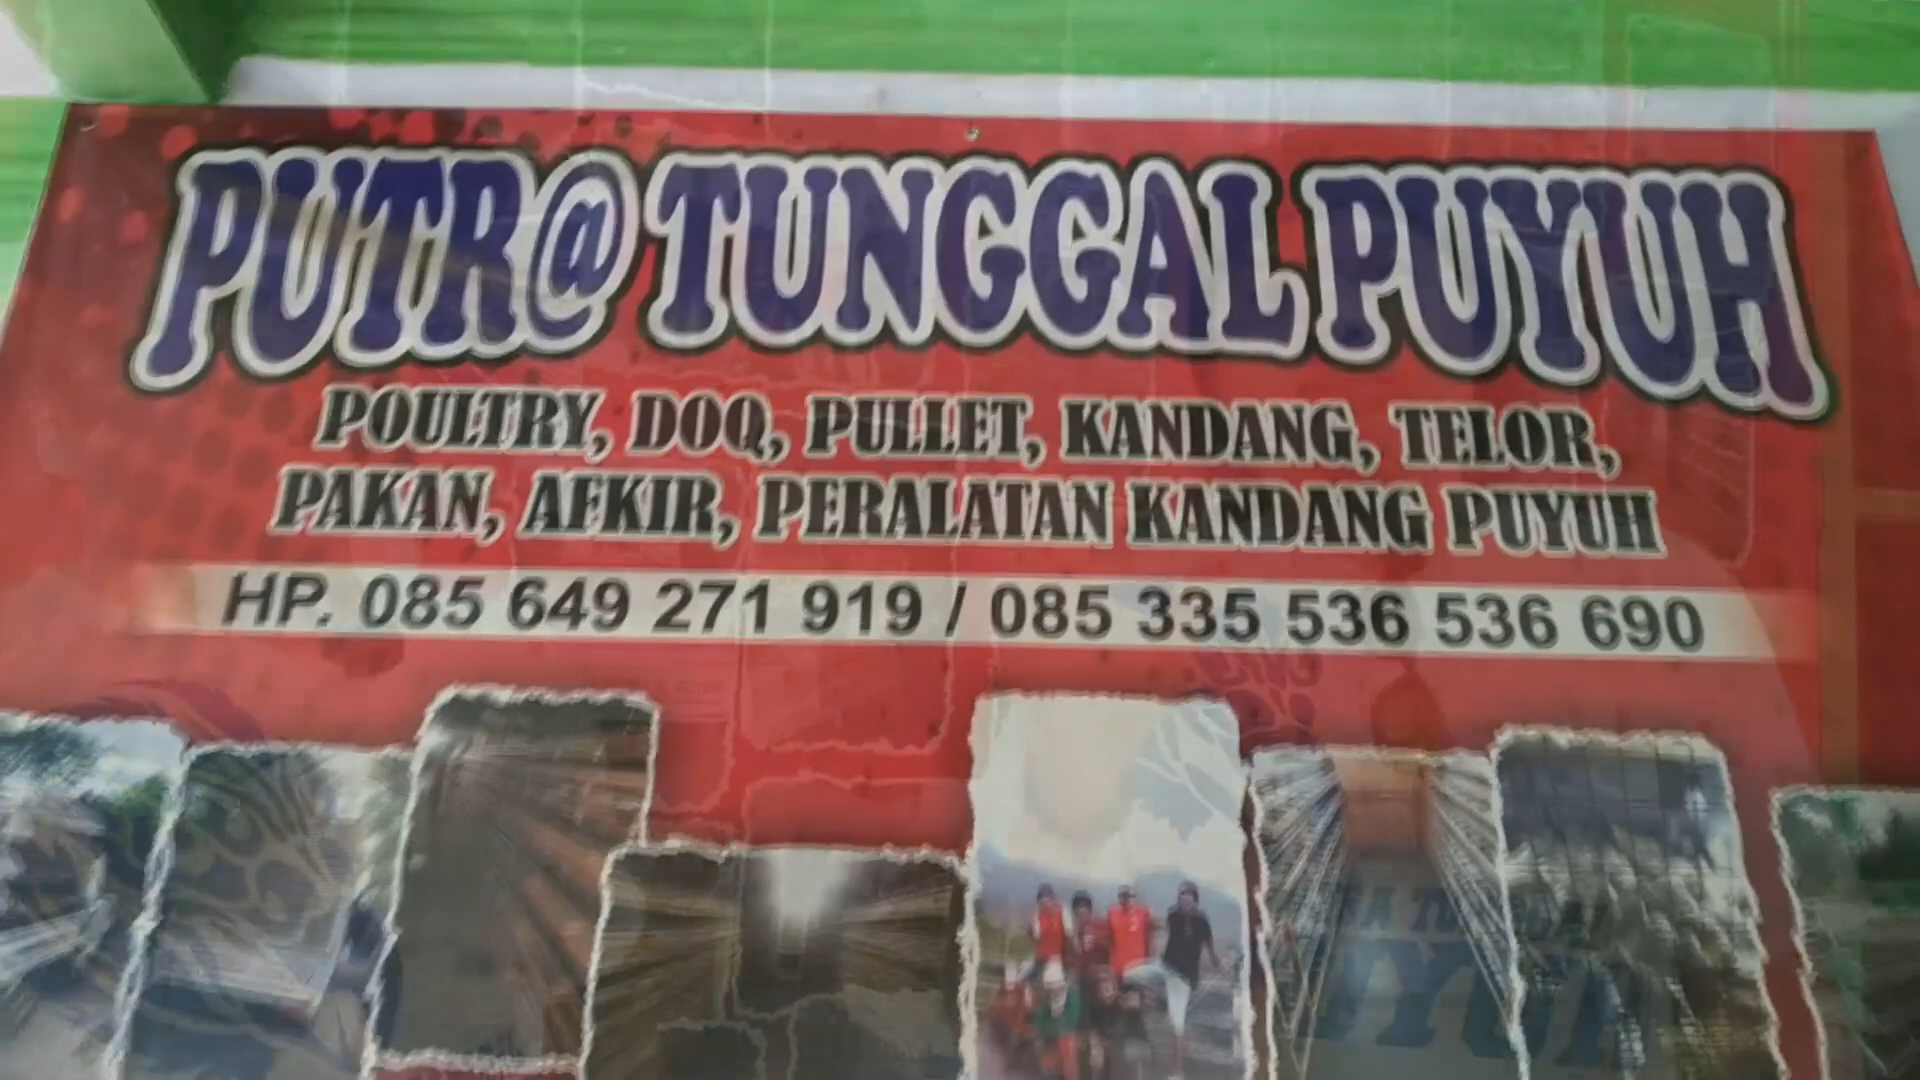 PUTR@ TUNGGAL PUYUH
POULTRY, DOQ, PULLET, KANDANG, TELOR,
PAKAN, AFKIR, PERALATAN KANDANG PUYUH
HP. 085 649 271 919 / 085 335 536 536 690